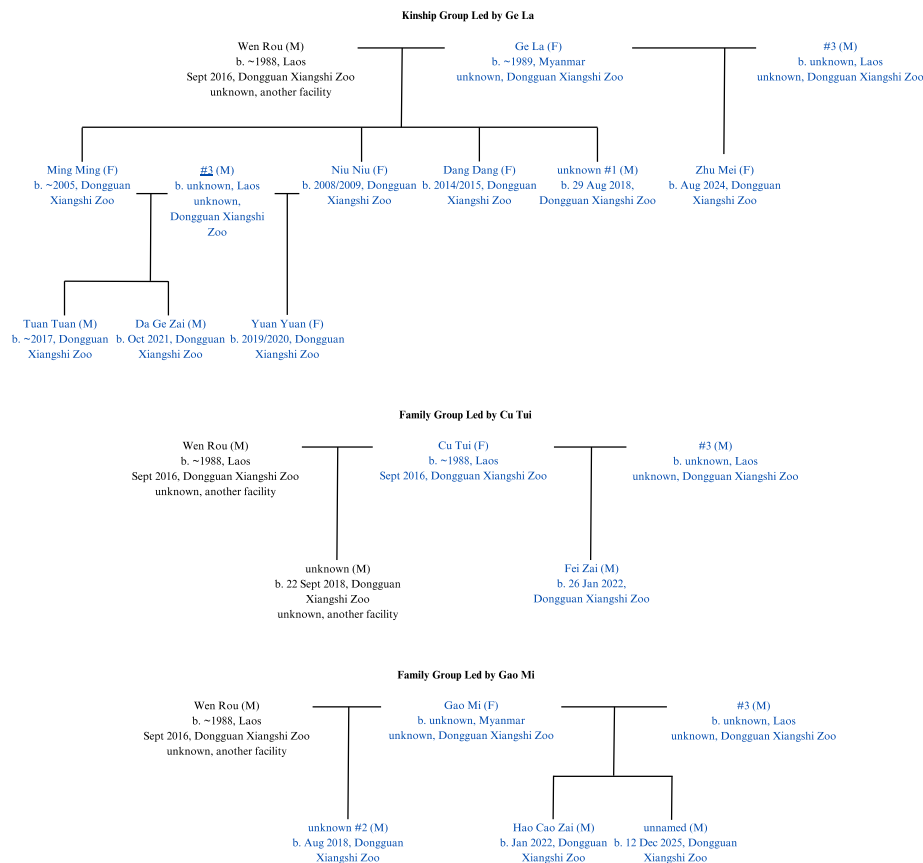 Kinship Group Led by Ge La
Wen Rou (M)
b. ~1988, Laos
Sept 2016, Dongguan Xiangshi Zoo
unknown, another facility
Ge La (F)
b. ~1989, Myanmar
unknown, Dongguan Xiangshi Zoo
#3 (M)
b. unknown, Laos
unknown, Dongguan Xiangshi Zoo
Ming Ming (F)
b. ~2005, Dongguan
Xiangshi Zoo
#3 (M)
b. unknown, Laos
unknown,
Dongguan Xiangshi
Zoo
Niu Niu (F)
b. 2008/2009, Dongguan
Xiangshi Zoo
Dang Dang (F)
b. 2014/2015, Dongguan
Xiangshi Zoo
unknown #1 (M)
b. 29 Aug 2018,
Dongguan Xiangshi Zoo
Zhu Mei (F)
b. Aug 2024, Dongguan
Xiangshi Zoo
Tuan Tuan (M)
b. ~2017, Dongguan
Xiangshi Zoo
Da Ge Zai (M)
b. Oct 2021, Dongguan
Xiangshi Zoo
Yuan Yuan (F)
b. 2019/2020, Dongguan
Xiangshi Zoo
Family Group Led by Cu Tui
Wen Rou (M)
b. ~1988, Laos
Sept 2016, Dongguan Xiangshi Zoo
unknown, another facility
Cu Tui (F)
b. ~1988, Laos
Sept 2016, Dongguan Xiangshi Zoo
#3 (M)
b. unknown, Laos
unknown, Dongguan Xiangshi Zoo
unknown (M)
b. 22 Sept 2018, Dongguan
Xiangshi Zoo
unknown, another facility
Fei Zai (M)
b. 26 Jan 2022,
Dongguan Xiangshi Zoo
Family Group Led by Gao Mi
Wen Rou (M)
b. ~1988, Laos
Sept 2016, Dongguan Xiangshi Zoo
unknown, another facility
Gao Mi (F)
b. unknown, Myanmar
unknown, Dongguan Xiangshi Zoo
#3 (M)
b. unknown, Laos
unknown, Dongguan Xiangshi Zoo
unknown #2 (M)
b. Aug 2018, Dongguan
Xiangshi Zoo
Hao Cao Zai (M)
b. Jan 2022, Dongguan
Xiangshi Zoo
unnamed (M)
b. 12 Dec 2025, Dongguan
Xiangshi Zoo